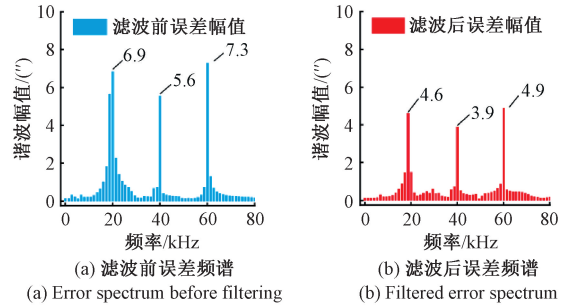 10
8
6
4
2
0
谐波幅值/(″)
滤波前误差幅值
6.9
5.6
7.3
0 20 40 60 80
频率/kHz
(a) 滤波前误差频谱
(a) Error spectrum before filtering
10
8
6
4
2
0
谐波幅值/(″)
滤波后误差幅值
4.6
3.9
4.9
0 20 40 60 80
频率/kHz
(b) 滤波后误差频谱
(b) Filtered error spectrum